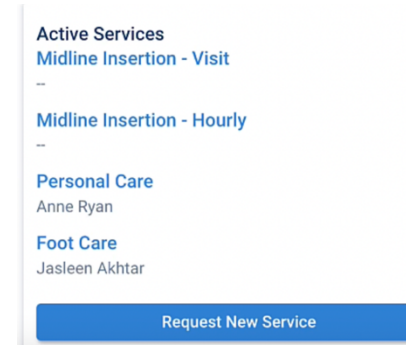 Active Services
Midline Insertion - Visit
--
Midline Insertion - Hourly
--
Personal Care
Anne Ryan
Foot Care
Jasleen Akhtar
Request New Service